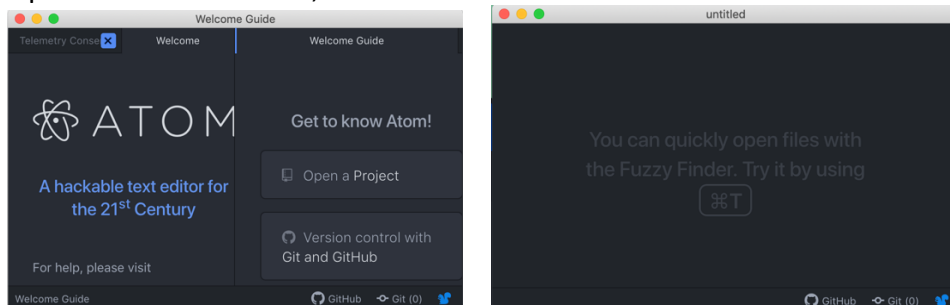 Welcome Guide
Telemetry Conse
Welcome
Welcome Guide
ATOM
A hackable text editor for
the 21st Century
For help, please visit
Get to know Atom!
Open a Project
Version control with
Git and GitHub
Welcome Guide
GitHub
Git (0)
untitled
You can quickly open files with
the Fuzzy Finder. Try it by using
⌘T
GitHub
Git (0)